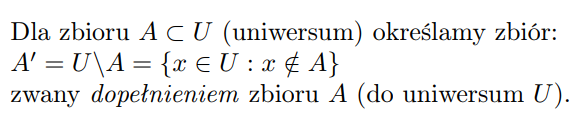 Dla zbioru A ⊂ U (uniwersum) określamy zbiór:
A′ = U\A = {x ∈ U : x ∉ A}
zwany dopełnieniem zbioru A (do uniwersum U).